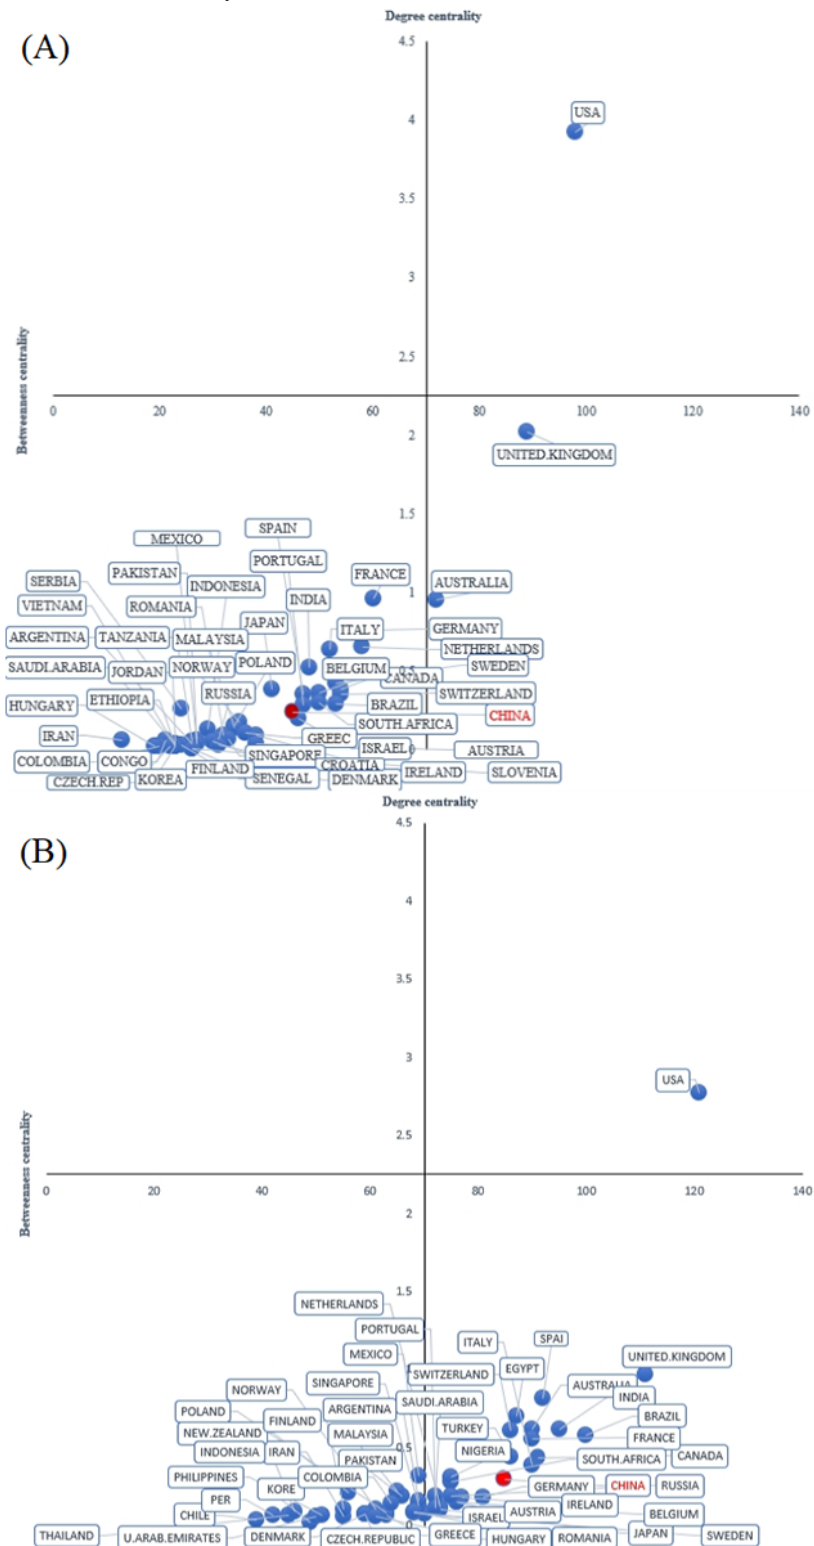 Degree centrality
(A)
4.5
USA
4
3.5
3
2.5
Betweenness centrality
0 20 40 60 80 100 120 140
2
UNITED.KINGDOM
1.5
SPAIN
MEXICO
PORTUGAL
PAKISTAN
FRANCE
SERBIA
AUSTRALIA
INDONESIA
1
VIETNAM
ROMANIA
INDIA
JAPAN
ITALY
GERMANY
ARGENTINA
TANZANIA
MALAYSIA
NETHERLANDS
SAUDI.ARABIA
JORDAN
NORWAY
POLAND
BELGIUM
0.5
SWEDEN
CANADA
RUSSIA
SWITZERLAND
HUNGARY
ETHIOPIA
BRAZIL
CHINA
SOUTH.AFRICA
IRAN
GREEC
ISRAEL
0
AUSTRIA
COLOMBIA
CONGO
FINLAND
SINGAPORE
CROATIA
IRELAND
SLOVENIA
CZECH.REP
KOREA
SENEGAL
DENMARK
Degree centrality
(B)
4.5
4
3.5
3
USA
2.5
Betweenness centrality
0 20 40 60 80 100 120 140
2
NETHERLANDS
1.5
PORTUGAL
ITALY
SPAI
MEXICO
UNITED.KINGDOM
1
SWITZERLAND
EGYPT
SINGAPORE
AUSTRALIA
NORWAY
INDIA
SAUDI.ARABIA
POLAND
ARGENTINA
BRAZIL
FINLAND
NEW.ZEALAND
MALAYSIA
TURKEY
FRANCE
INDONESIA
IRAN
0.5
NIGERIA
PAKISTAN
SOUTH.AFRICA
CANADA
PHILIPPINES
COLOMBIA
KORE
GERMANY
CHINA
RUSSIA
PER
IRELAND
CHILE
ISRAEL
AUSTRIA
BELGIUM
0
THAILAND
U.ARAB.EMIRATES
DENMARK
CZECH.REPUBLIC
GREECE
HUNGARY
ROMANIA
JAPAN
SWEDEN